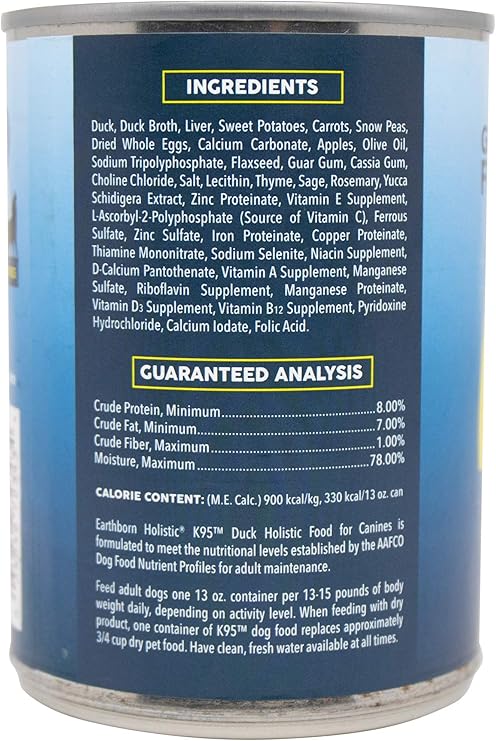 INGREDIENTS
Duck, Duck Broth, Liver, Sweet Potatoes, Carrots, Snow Peas,
Dried Whole Eggs, Calcium Carbonate, Apples, Olive Oil,
Sodium Tripolyphosphate, Flaxseed, Guar Gum, Cassia Gum,
Choline Chloride, Salt, Lecithin, Thyme, Sage, Rosemary, Yucca
Schidigera Extract, Zinc Proteinate, Vitamin E Supplement,
L-Ascorbyl-2-Polyphosphate (Source of Vitamin C), Ferrous
Sulfate, Zinc Sulfate, Iron Proteinate, Copper Proteinate,
Thiamine Mononitrate, Sodium Selenite, Niacin Supplement,
D-Calcium Pantothenate, Vitamin A Supplement, Manganese
Sulfate, Riboflavin Supplement, Manganese Proteinate,
Vitamin D3 Supplement, Vitamin B12 Supplement, Pyridoxine
Hydrochloride, Calcium Iodate, Folic Acid.
GUARANTEED ANALYSIS
Crude Protein, Minimum..............................8.00%
Crude Fat, Minimum....................................7.00%
Crude Fiber, Maximum................................1.00%
Moisture, Maximum...................................78.00%
CALORIE CONTENT: (M.E. Calc.) 900 kcal/kg, 330 kcal/13 oz. can
Earthborn Holistic® K95™ Duck Holistic Food for Canines is
formulated to meet the nutritional levels established by the AAFCO
Dog Food Nutrient Profiles for adult maintenance.
Feed adult dogs one 13 oz. container per 13-15 pounds of body
weight daily, depending on activity level. When feeding with dry
product, one container of K95™ dog food replaces approximately
3/4 cup dry pet food. Have clean, fresh water available at all times.